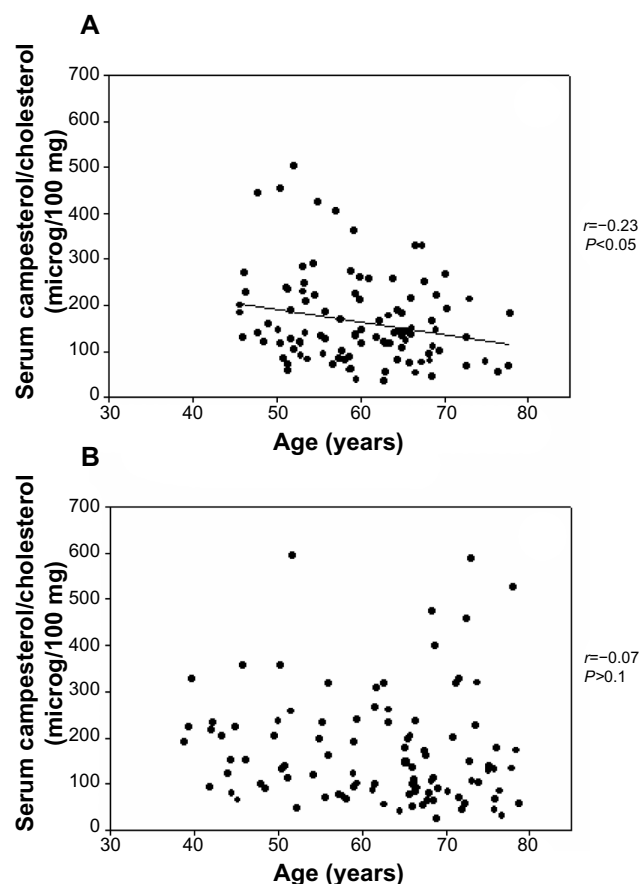 A
700
600
500
400
300
200
100
0
30 40 50 60 70 80
Serum campesterol/cholesterol
(microg/100 mg)
Age (years)
r=−0.23
P<0.05
B
700
600
500
400
300
200
100
0
30 40 50 60 70 80
Serum campesterol/cholesterol
(microg/100 mg)
Age (years)
r=−0.07
P>0.1